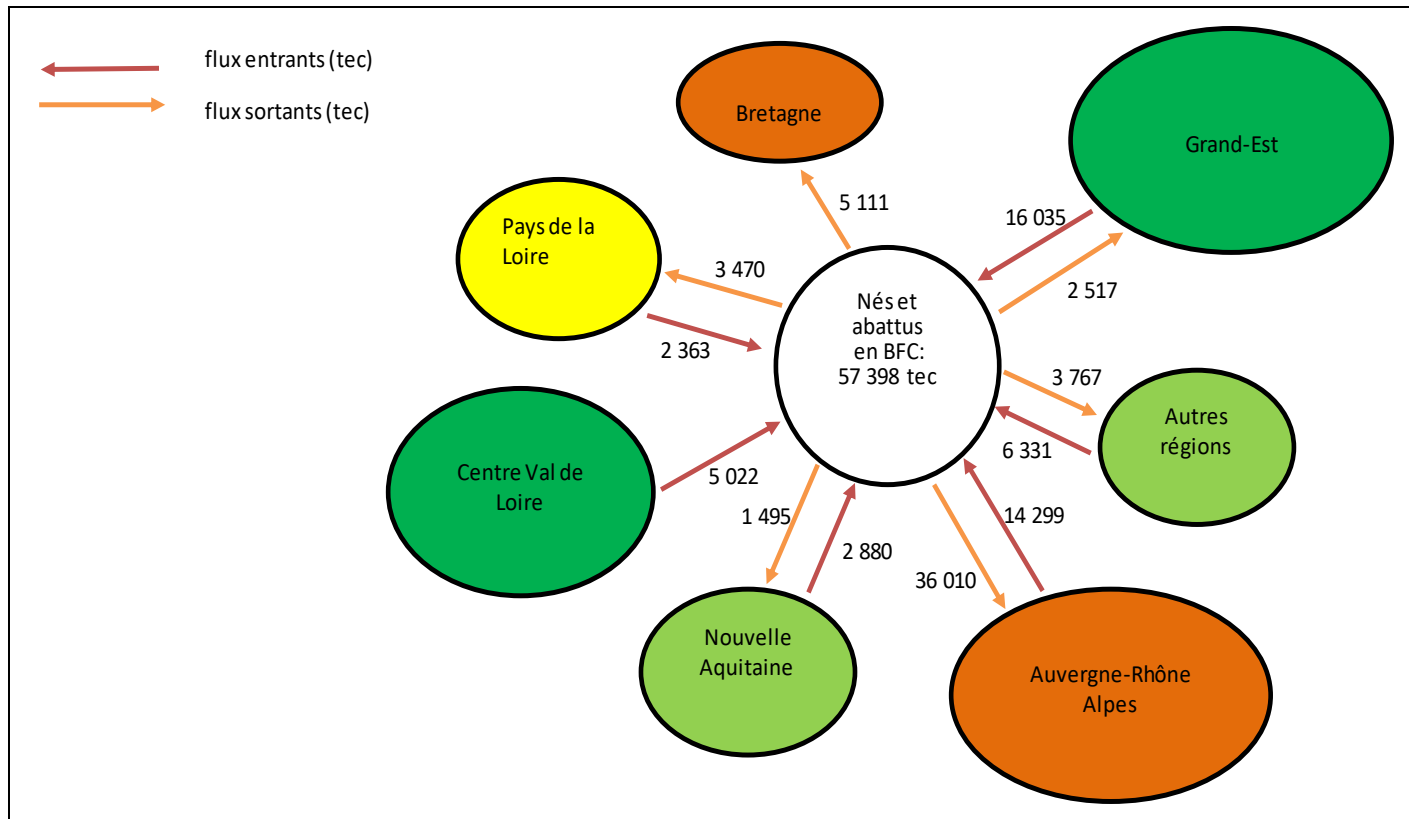 flux entrants (tec)
flux sortants (tec)
Bretagne
Grand-Est
5 111
16 035
Pays de la
Loire
3 470
2 517
Nés et
abattus
en BFC:
57 398 tec
2 363
3 767
Autres
régions
6 331
Centre Val de
Loire
5 022
1 495
14 299
2 880
36 010
Nouvelle
Aquitaine
Auvergne-Rhône
Alpes